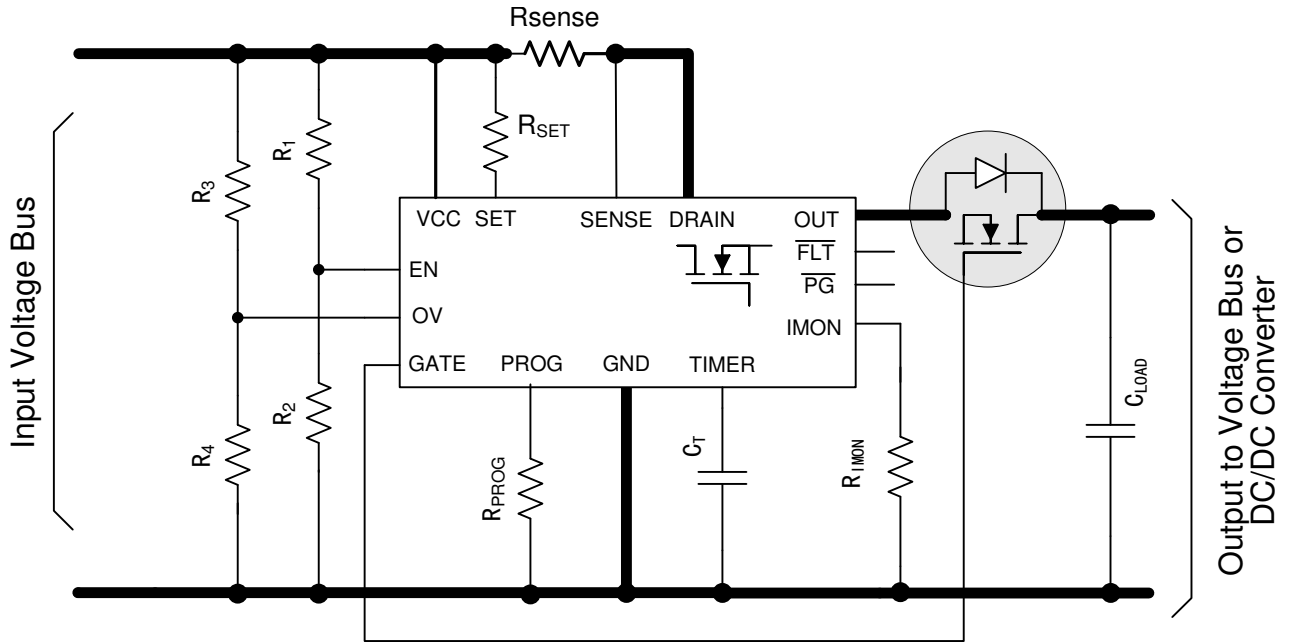 Rsense
RSET
R1
R3
Input Voltage Bus
VCC SET SENSE DRAIN OUT
FLT
EN
PG
OV
IMON
GATE PROG GND TIMER
R2
R4
RPROG
CT
RIMON
CLOAD
Output to Voltage Bus or
DC/DC Converter